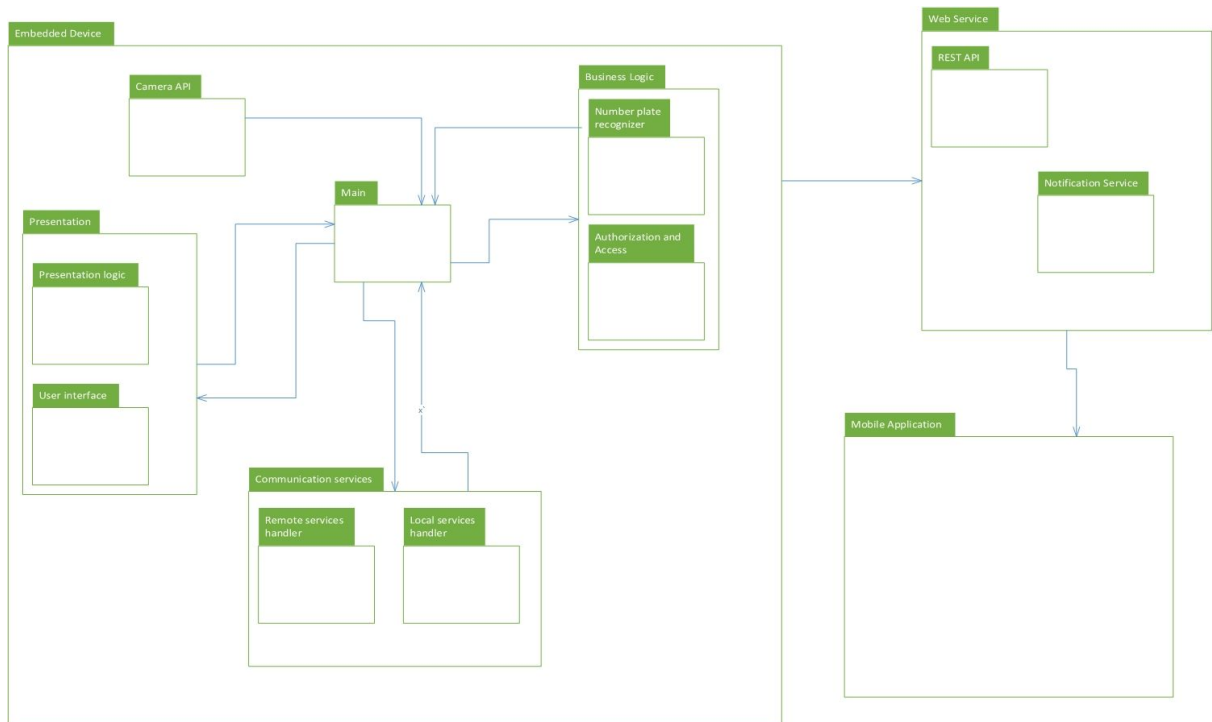 Embedded Device
Web Service
REST API
Camera API
Business Logic
Number plate
recognizer
Main
Notification Service
Presentation
Authorization and
Access
Presentation logic
User interface
x`
Mobile Application
Communication services
Remote services
handler
Local services
handler